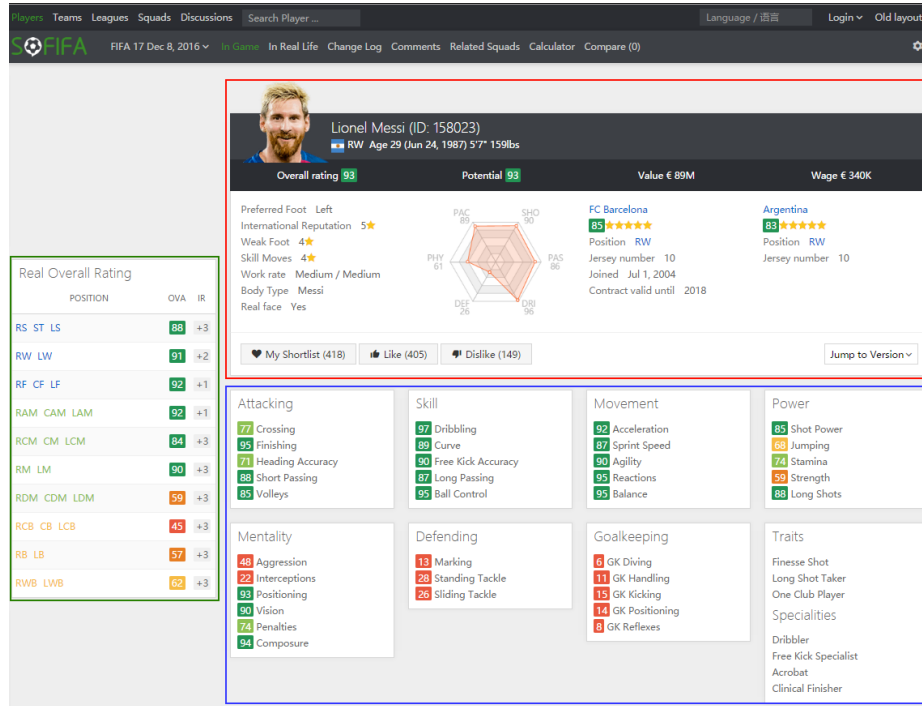 Players Teams Leagues Squads Discussions Search Player ... Language / 语言 Login Old layout
SOFIFA FIFA 17 Dec 8, 2016 In Game In Real Life Change Log Comments Related Squads Calculator Compare (0)
Lionel Messi (ID: 158023)
RW Age 29 (Jun 24, 1987) 5'7" 159lbs
Overall rating 93 Potential 93 Value € 89M Wage € 340K
Preferred Foot Left
International Reputation 5
Weak Foot 4
Skill Moves 4
Work rate Medium / Medium
Body Type Messi
Real face Yes
PAC
89
SHO
90
PHY
61
PAS
86
DEF
26
DRI
96
FC Barcelona
85
Position RW
Jersey number 10
Joined Jul 1, 2004
Contract valid until 2018
Argentina
83
Position RW
Jersey number 10
My Shortlist (418) Like (405) Dislike (149) Jump to Version
Real Overall Rating
POSITION OVA IR
RS ST LS 88 +3
RW LW 91 +2
RF CF LF 92 +1
RAM CAM LAM 92 +1
RCM CM LCM 84 +3
RM LM 90 +3
RDM CDM LDM 59 +3
RCB CB LCB 45 +3
RB LB 57 +3
RWB LWB 62 +3
Attacking
77 Crossing
95 Finishing
71 Heading Accuracy
88 Short Passing
85 Volleys
Skill
97 Dribbling
89 Curve
90 Free Kick Accuracy
87 Long Passing
95 Ball Control
Movement
92 Acceleration
87 Sprint Speed
90 Agility
95 Reactions
95 Balance
Power
85 Shot Power
68 Jumping
74 Stamina
59 Strength
88 Long Shots
Mentality
48 Aggression
22 Interceptions
93 Positioning
90 Vision
74 Penalties
94 Composure
Defending
13 Marking
28 Standing Tackle
26 Sliding Tackle
Goalkeeping
6 GK Diving
11 GK Handling
15 GK Kicking
14 GK Positioning
8 GK Reflexes
Traits
Finesse Shot
Long Shot Taker
One Club Player
Specialities
Dribbler
Free Kick Specialist
Acrobat
Clinical Finisher